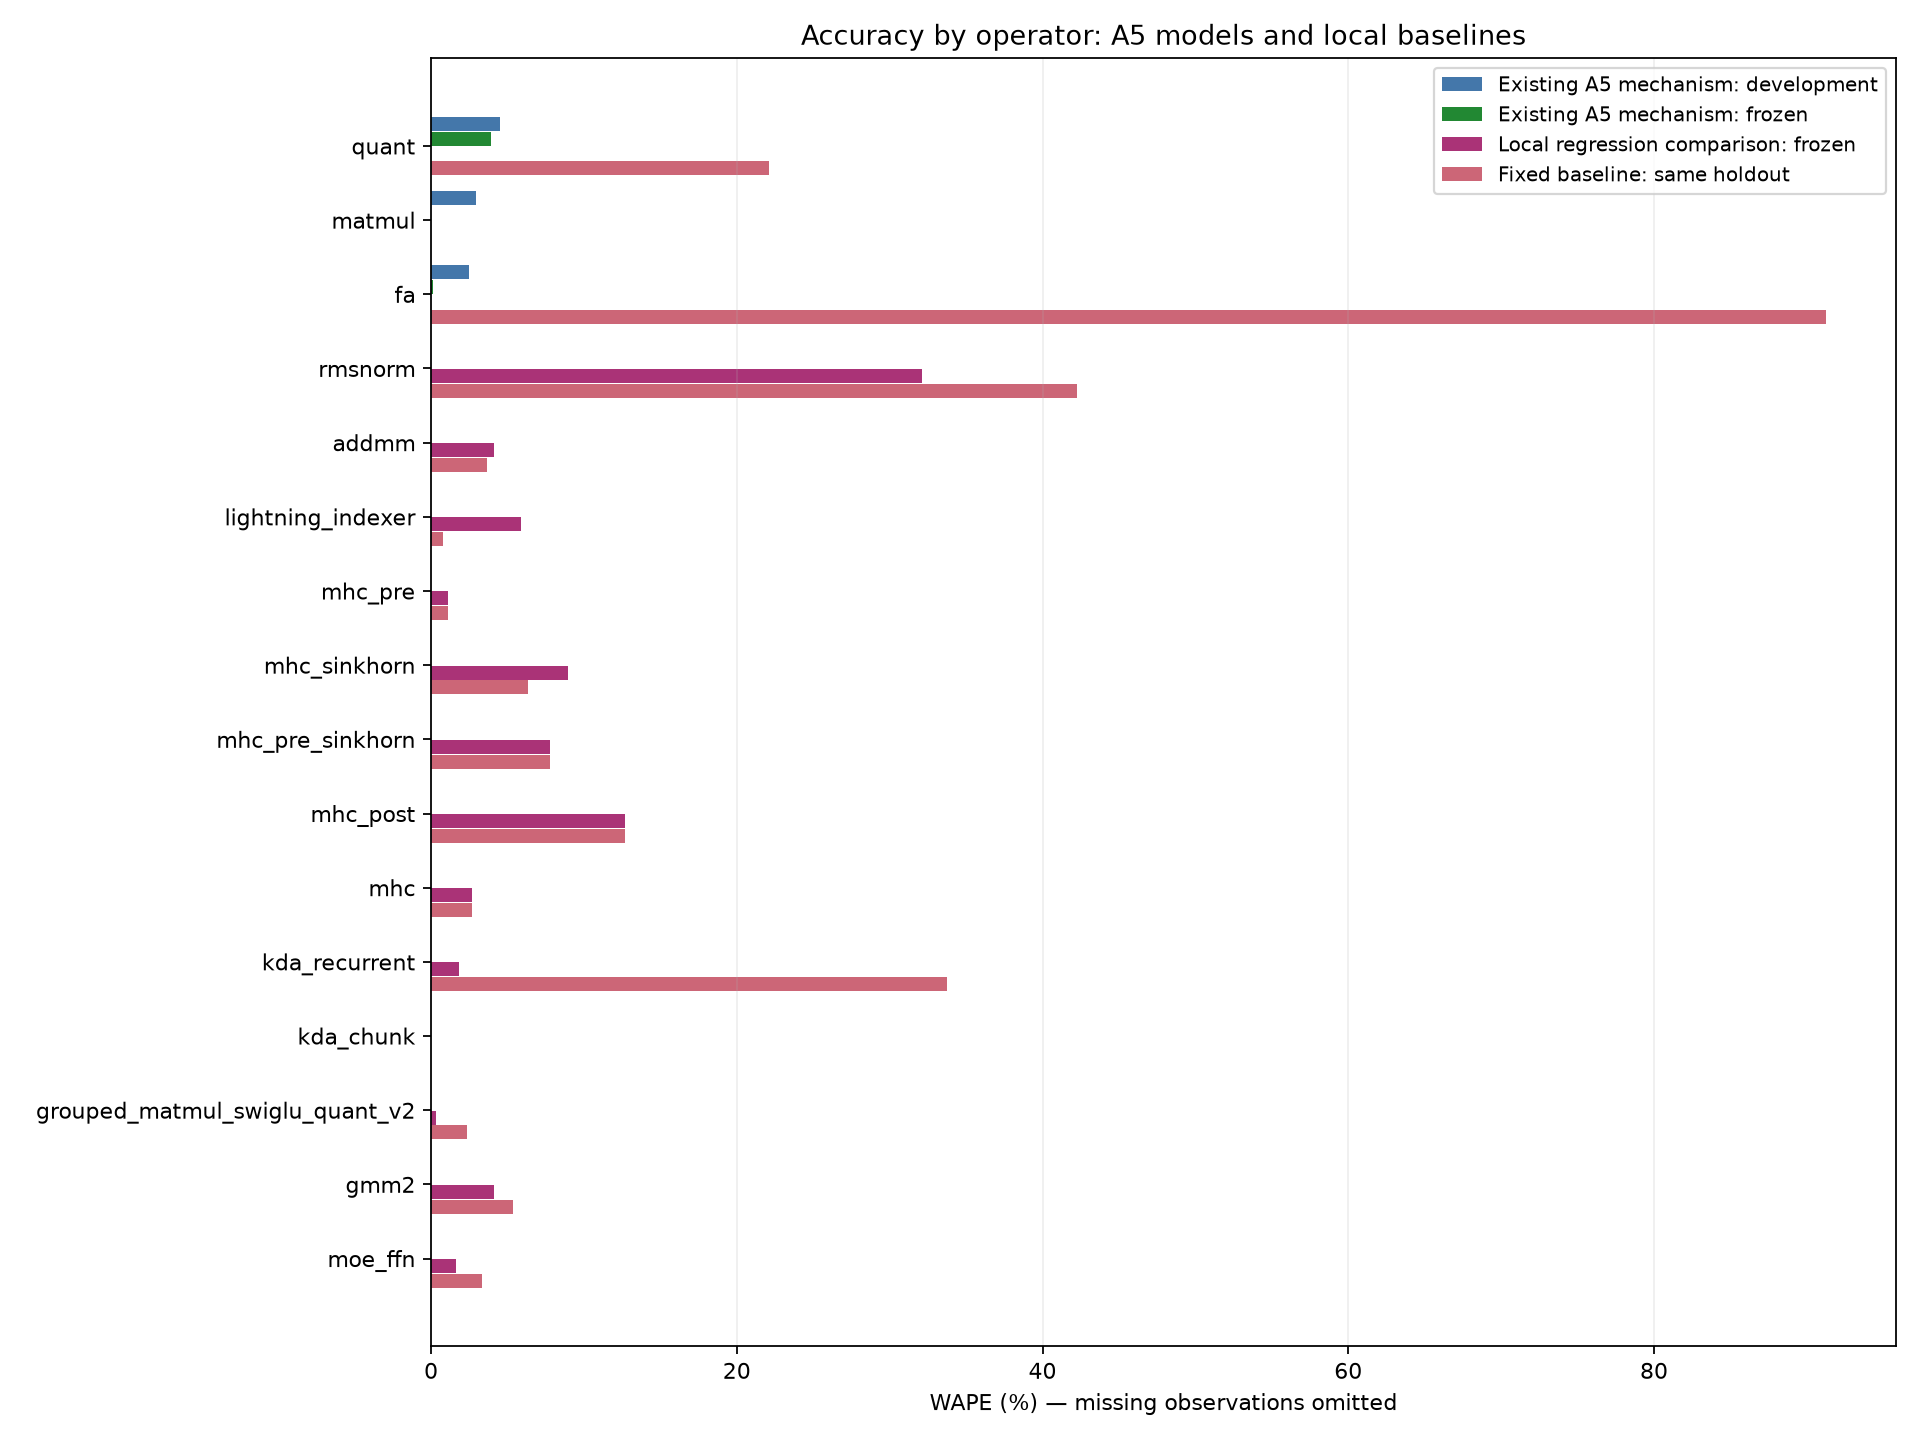 Accuracy by operator: A5 models and local baselines
Existing A5 mechanism: development
Existing A5 mechanism: frozen
Local regression comparison: frozen
Fixed baseline: same holdout
quant
matmul
fa
rmsnorm
addmm
lightning_indexer
mhc_pre
mhc_sinkhorn
mhc_pre_sinkhorn
mhc_post
mhc
kda_recurrent
kda_chunk
grouped_matmul_swiglu_quant_v2
gmm2
moe_ffn
0 20 40 60 80
WAPE (%) — missing observations omitted